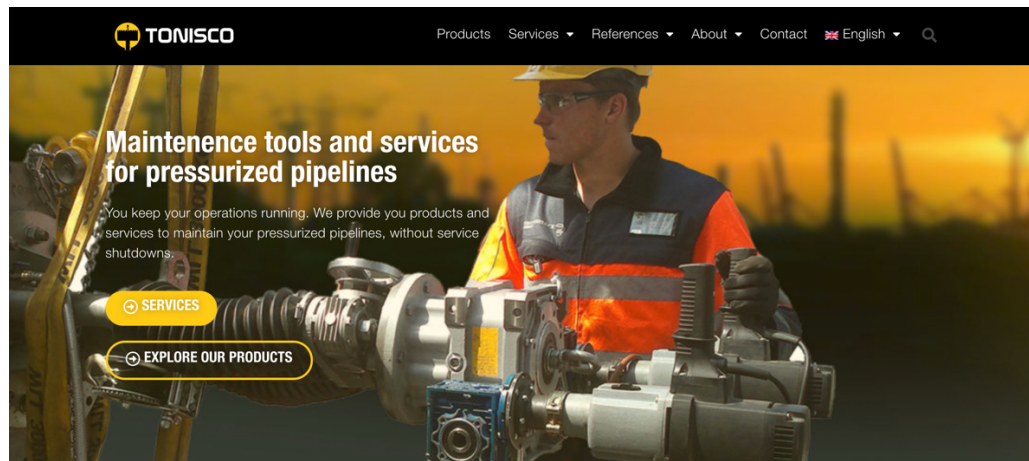 TONISCO
Products Services References About Contact English
Maintenence tools and services
for pressurized pipelines
You keep your operations running. We provide you products and
services to maintain your pressurized pipelines, without service
shutdowns.
SERVICES
EXPLORE OUR PRODUCTS